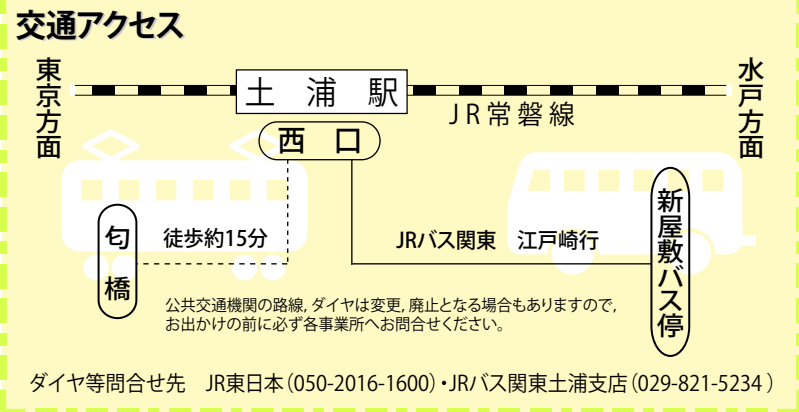 交通アクセス
東京方面
土浦駅
水戸方面
JR常磐線
西口
匂橋
徒歩約15分
JRバス関東 江戸崎行
新屋敷バス停
公共交通機関の路線,ダイヤは変更,廃止となる場合もありますので,
お出かけの前に必ず各事業所へお問合せください。
ダイヤ等問合せ先 JR東日本(050-2016-1600)・JRバス関東土浦支店(029-821-5234)